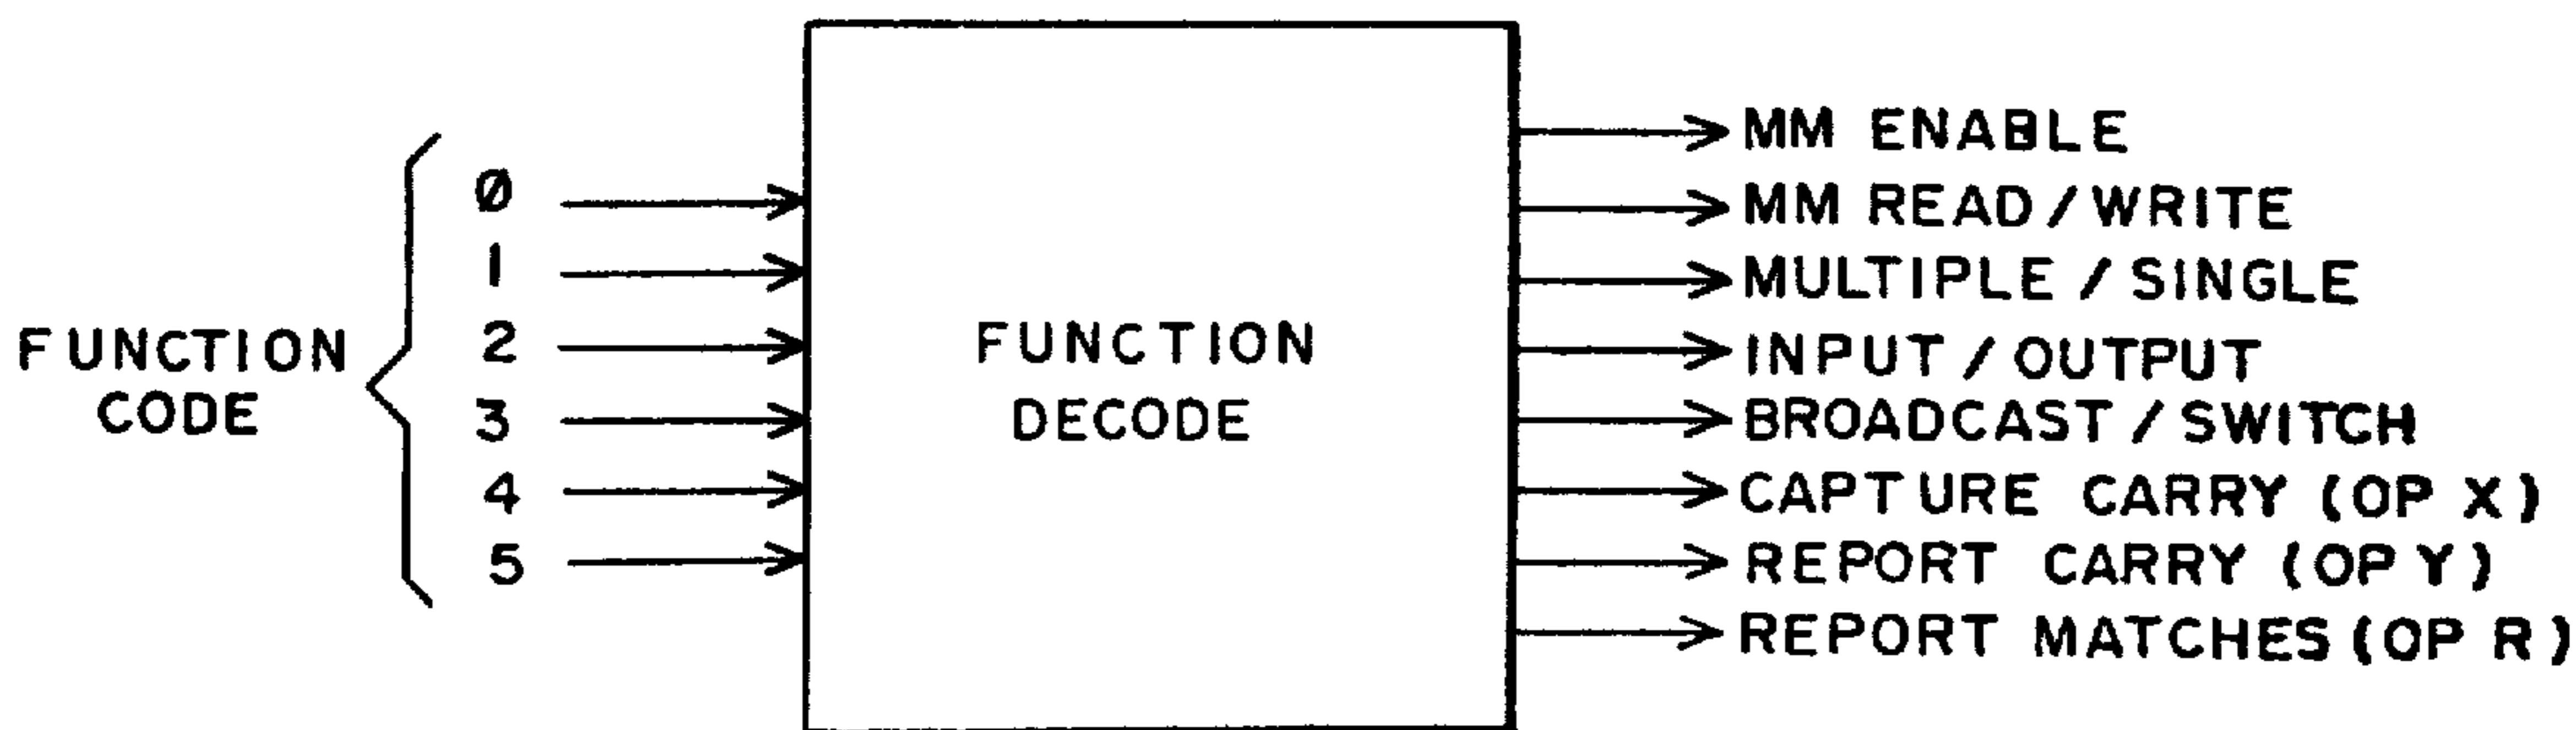 FUNCTION
CODE
Ø
1
2
3
4
5
FUNCTION
DECODE
MM ENABLE
MM READ / WRITE
MULTIPLE / SINGLE
INPUT / OUTPUT
BROADCAST / SWITCH
CAPTURE CARRY (OP X)
REPORT CARRY (OP Y)
REPORT MATCHES (OP R)